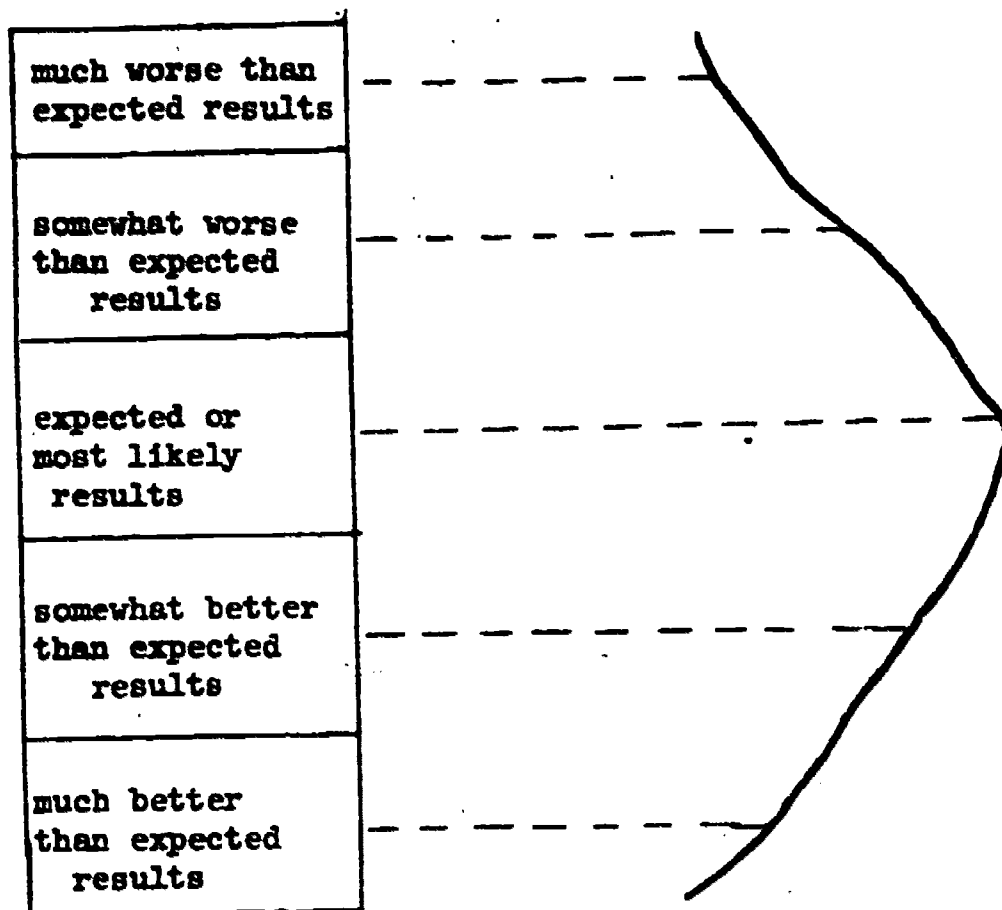 much worse than
expected results
somewhat worse
than expected
results
expected or
most likely
results
somewhat better
than expected
results
much better
than expected
results